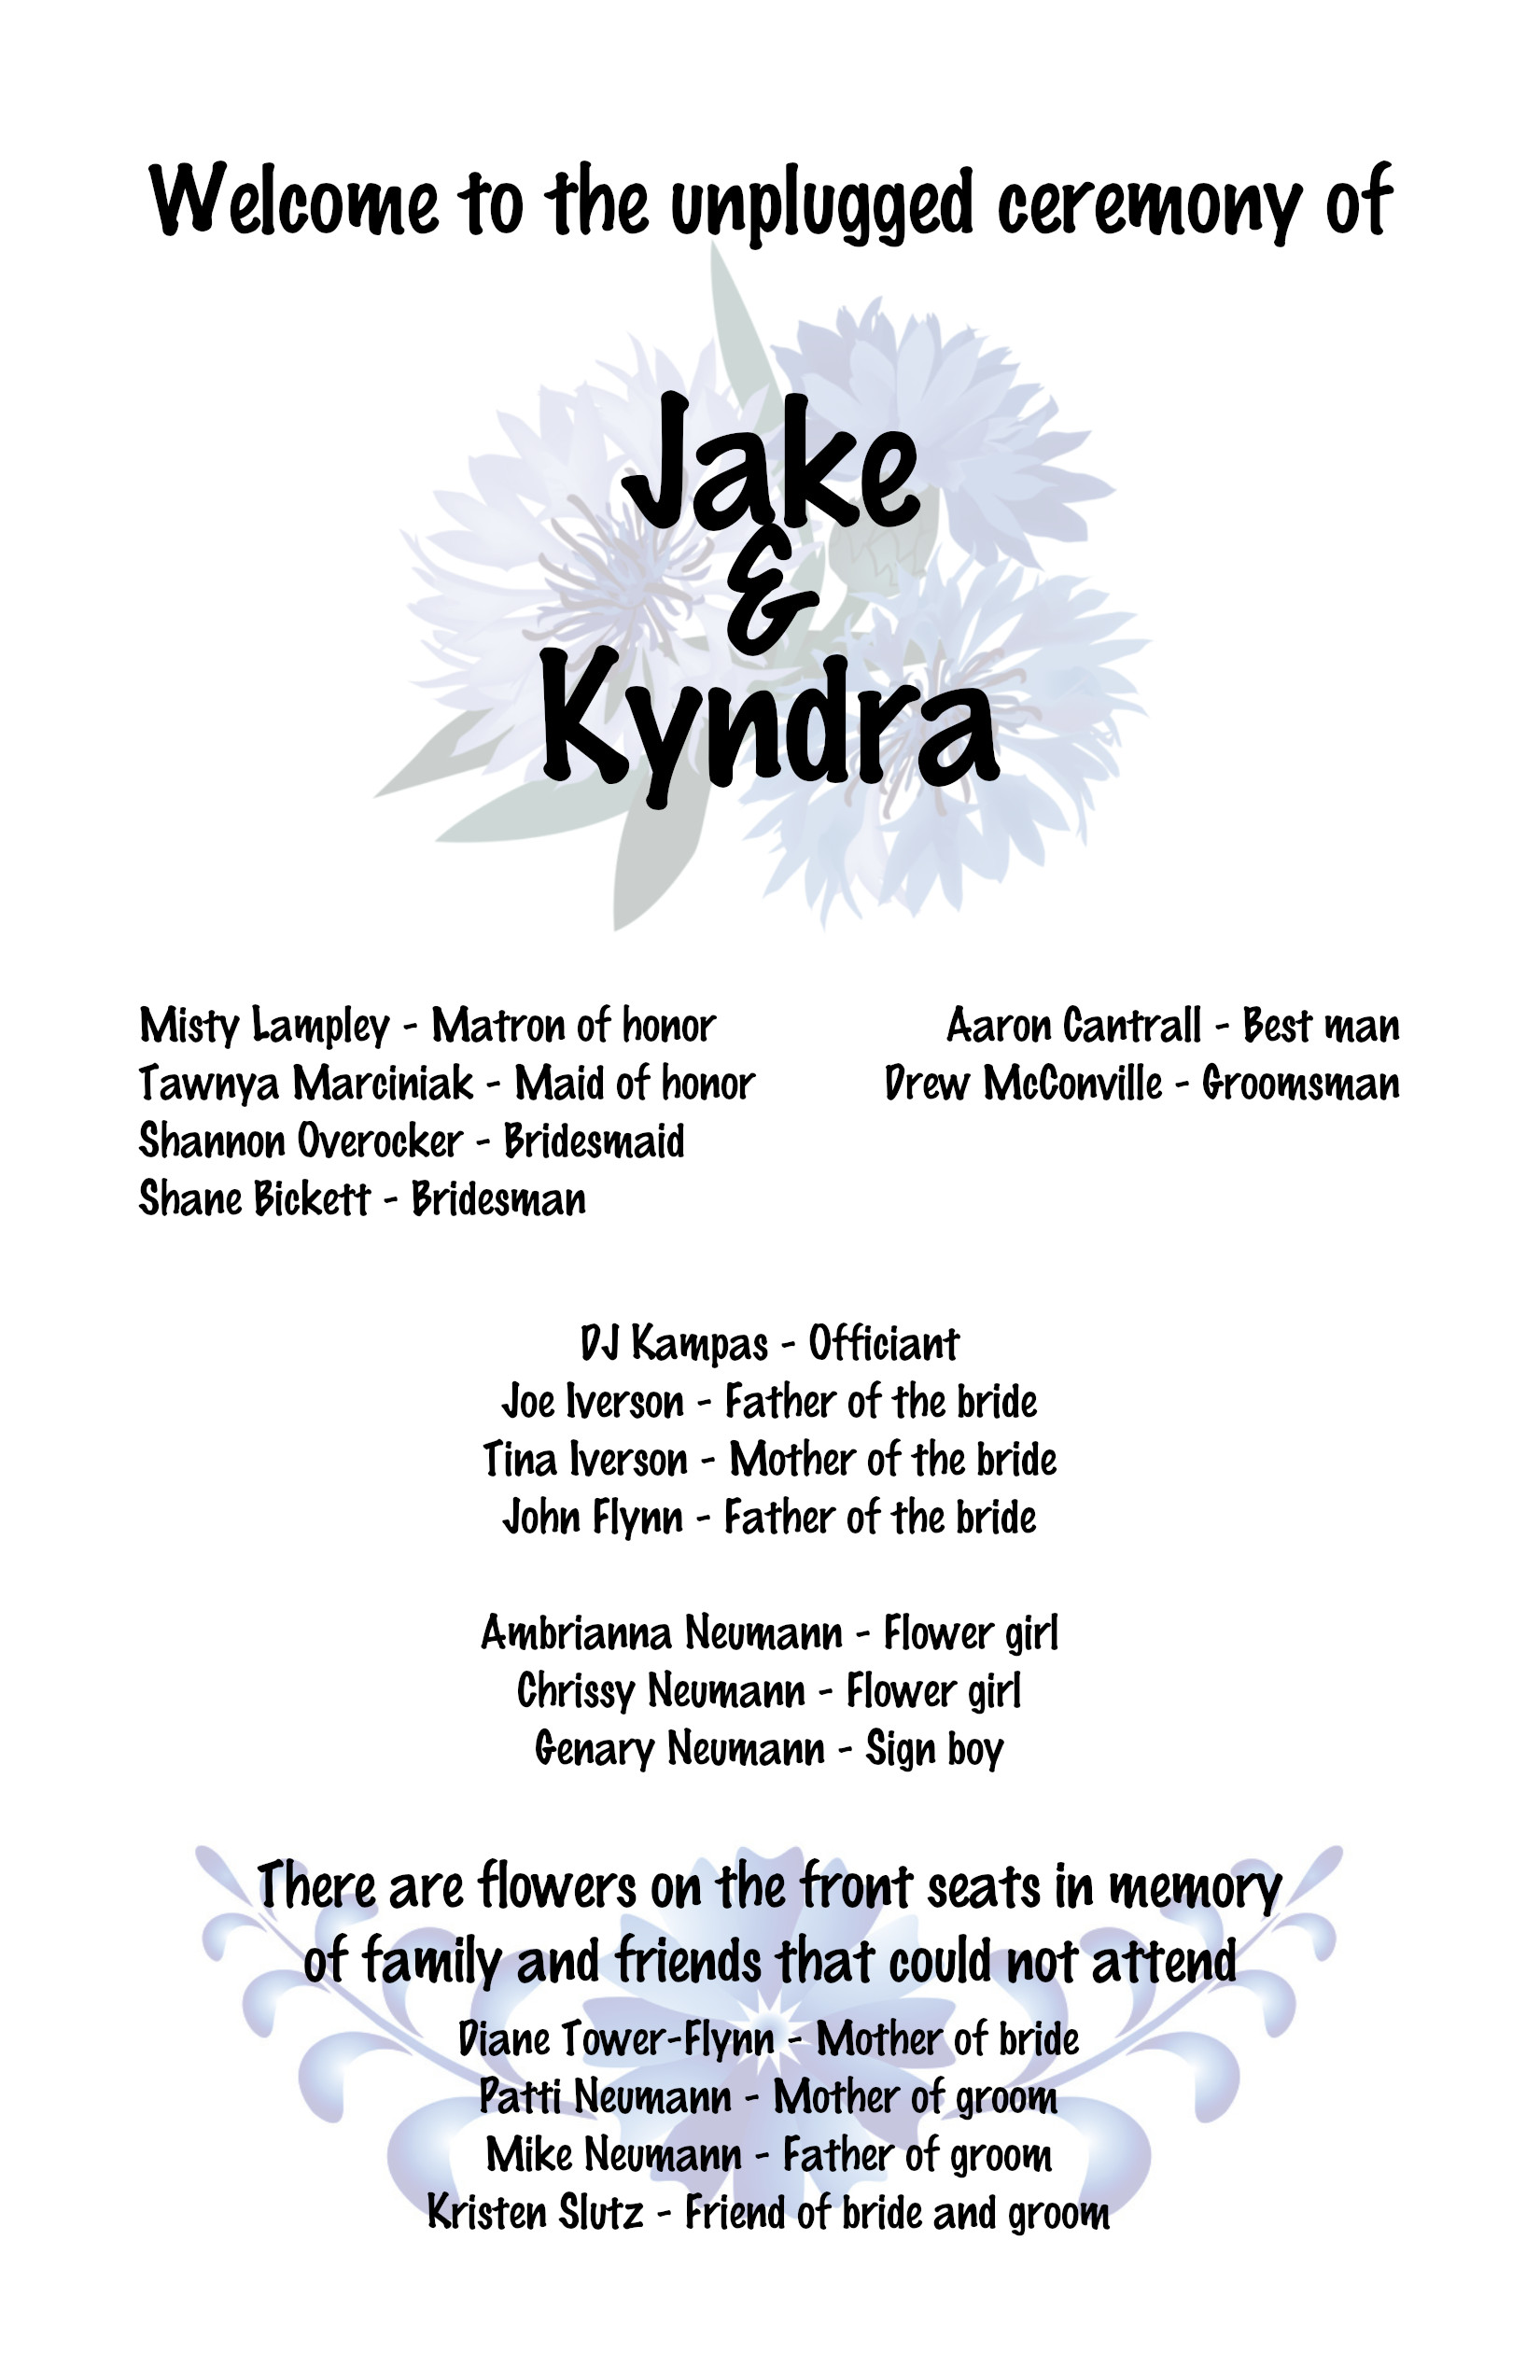 Welcome to the unplugged ceremony of
Jake
&
Kyndra
Misty Lampley - Matron of honor
Tawnya Marciniak - Maid of honor
Shannon Overocker - Bridesmaid
Shane Bickett - Bridesman
Aaron Cantrall - Best man
Drew McConville - Groomsman
DJ Kampas - Officiant
Joe Iverson - Father of the bride
Tina Iverson - Mother of the bride
John Flynn - Father of the bride
Ambrianna Neumann - Flower girl
Chrissy Neumann - Flower girl
Genary Neumann - Sign boy
There are flowers on the front seats in memory
of family and friends that could not attend
Diane Tower-Flynn - Mother of bride
Patti Neumann - Mother of groom
Mike Neumann - Father of groom
Kristen Slutz - Friend of bride and groom